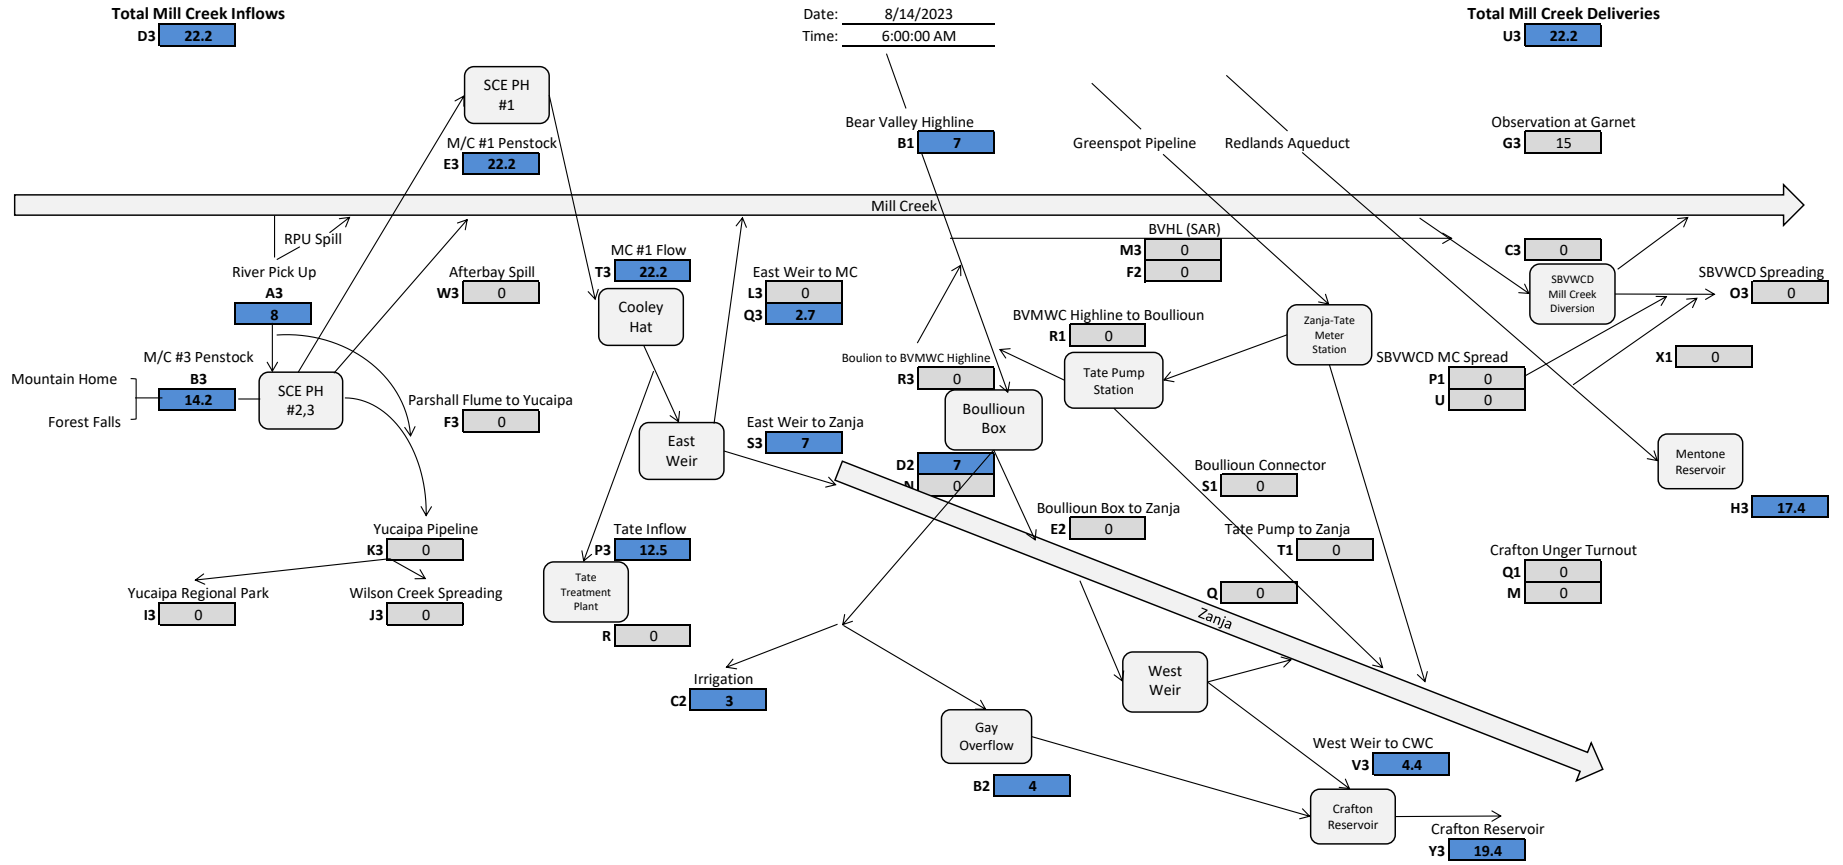 Total Mill Creek Inflows
D3 22.2
Date: 8/14/2023
Time: 6:00:00 AM
Total Mill Creek Deliveries
U3 22.2
SCE PH
#1
M/C #1 Penstock
E3 22.2
Bear Valley Highline
B1 7
Greenspot Pipeline
Redlands Aqueduct
Observation at Garnet
G3 15
Mill Creek
RPU Spill
River Pick Up
A3
8
Afterbay Spill
W3 0
MC #1 Flow
T3 22.2
Cooley
Hat
East Weir to MC
L3 0
Q3 2.7
BVHL (SAR)
M3 0
F2 0
C3 0
SBVWCD
Mill Creek
Diversion
SBVWCD Spreading
O3 0
BVMWC Highline to Boullioun
R1 0
Zanja-Tate
Meter
Station
M/C #3 Penstock
B3
14.2
Mountain Home
Forest Falls
SCE PH
#2,3
Parshall Flume to Yucaipa
F3 0
Boulion to BVMWC Highline
R3 0
Tate Pump
Station
SBVWCD MC Spread
P1 0
U 0
X1 0
Boullioun
Box
East
Weir
East Weir to Zanja
S3 7
D2 7
N 0
Boullioun Connector
S1 0
Mentone
Reservoir
H3 17.4
Boullioun Box to Zanja
E2 0
Yucaipa Pipeline
K3 0
Tate Inflow
P3 12.5
Tate
Treatment
Plant
R 0
Tate Pump to Zanja
T1 0
Crafton Unger Turnout
Q1 0
M 0
Yucaipa Regional Park
I3 0
Wilson Creek Spreading
J3 0
Q 0
Zanja
Irrigation
C2 3
West
Weir
Gay
Overflow
B2 4
West Weir to CWC
V3 4.4
Crafton
Reservoir
Crafton Reservoir
Y3 19.4